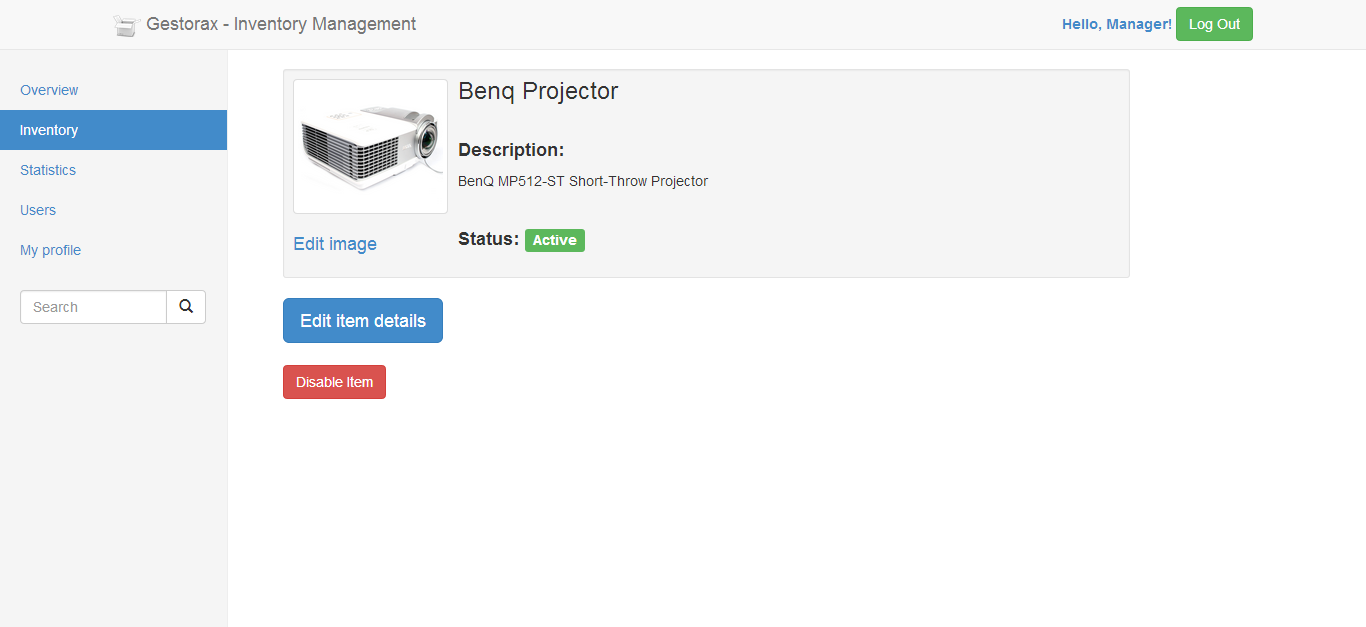 Gestorax - Inventory Management
Hello, Manager! Log Out
Overview
Inventory
Statistics
Users
My profile
Search
Benq Projector
Description:
BenQ MP512-ST Short-Throw Projector
Status: Active
Edit image
Edit item details
Disable Item